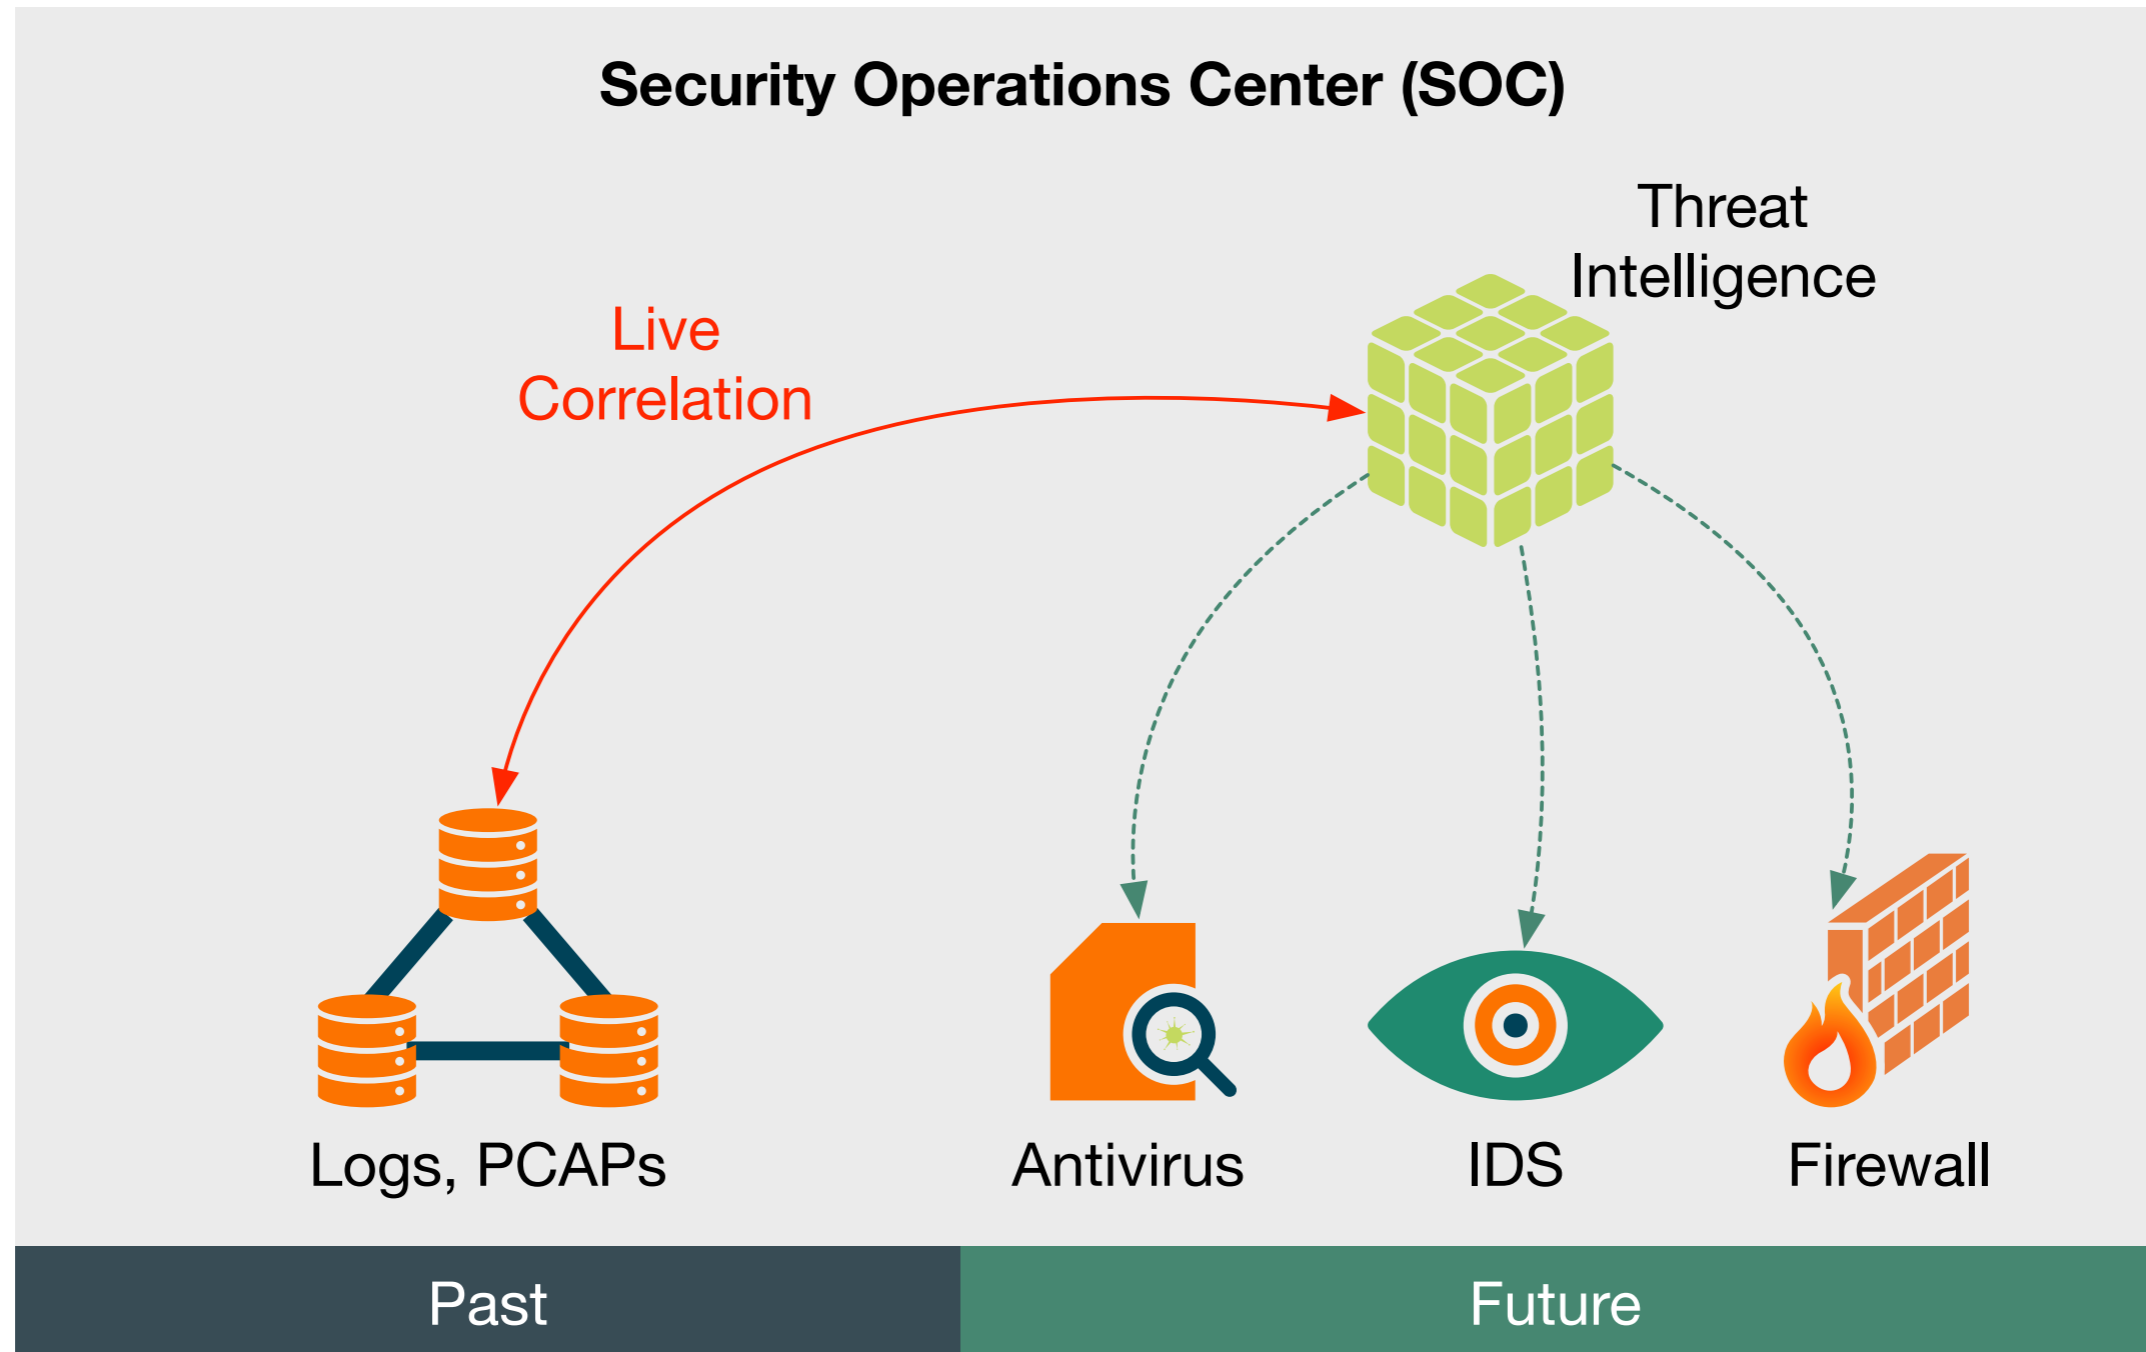 Security Operations Center (SOC)
Threat
Intelligence
Live
Correlation
Logs, PCAPs
Antivirus
IDS
Firewall
Past
Future